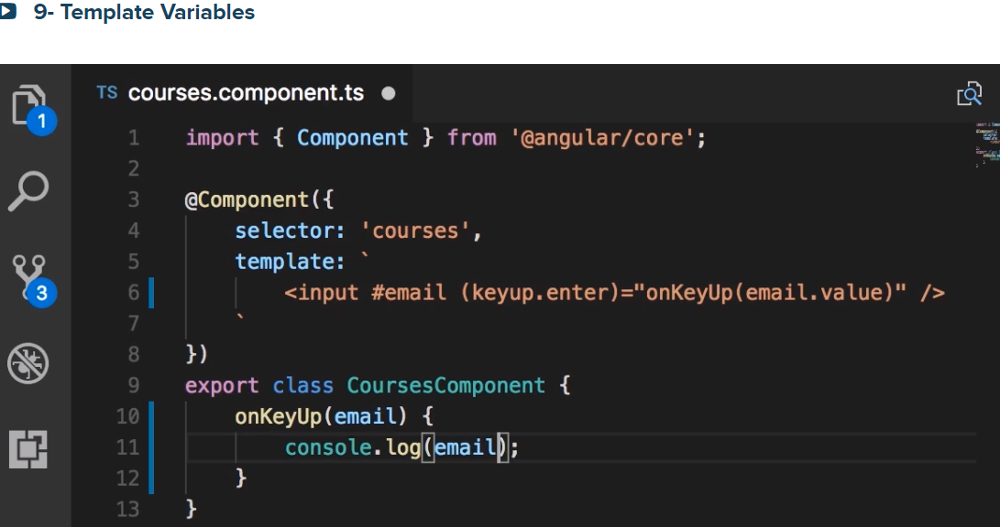 9- Template Variables
TS courses.component.ts
1
1 import { Component } from '@angular/core';
2
3 @Component({
4 selector: 'courses',
5 template: `
6 <input #email (keyup.enter)="onKeyUp(email.value)" />
3
7 `
8 })
9 export class CoursesComponent {
10 onKeyUp(email) {
11 console.log(email);
12 }
13 }